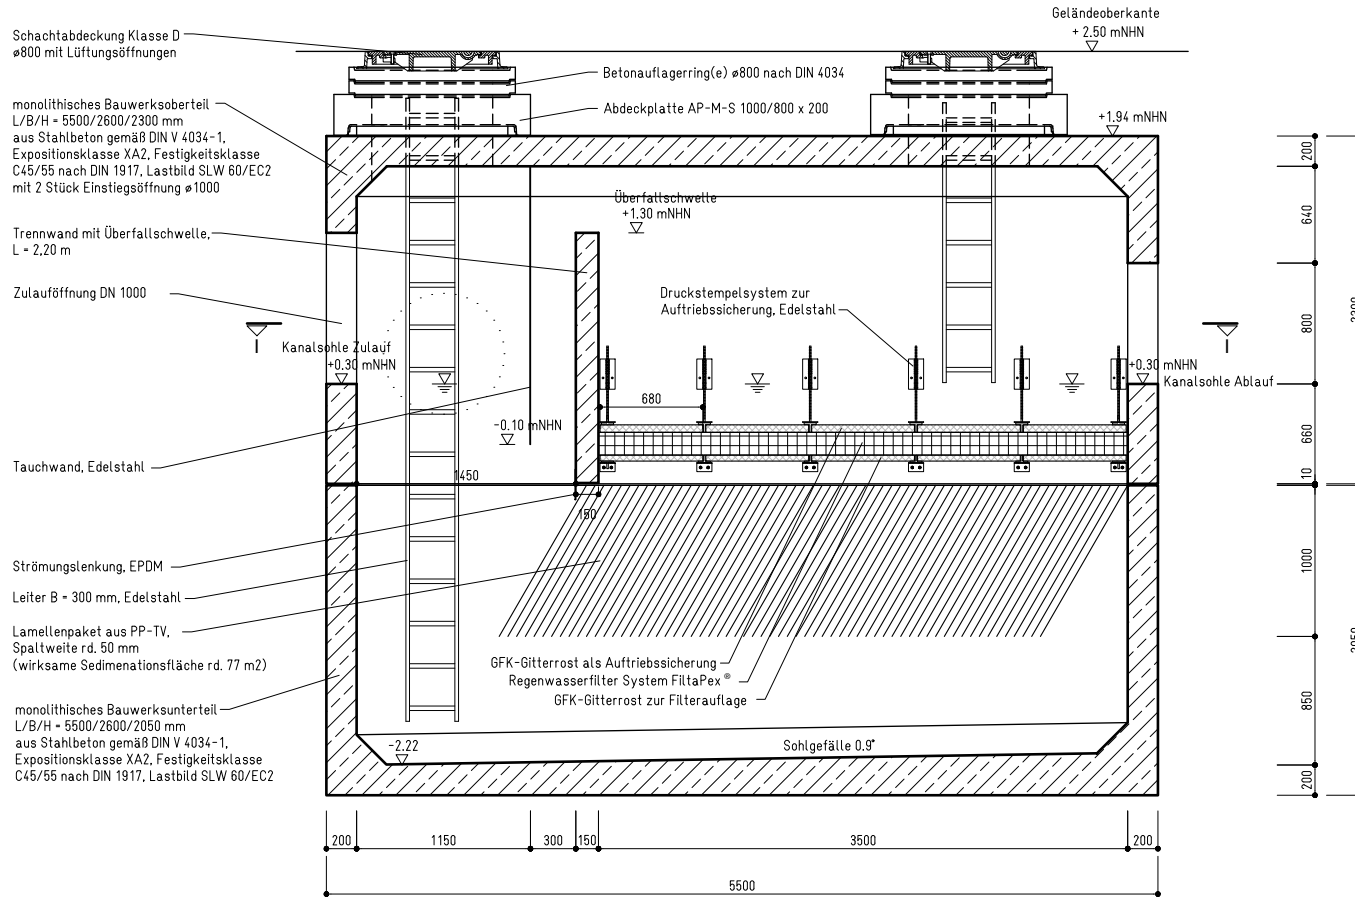 Schachtabdeckung Klasse D
ø800 mit Lüftungsöffnungen
monolithisches Bauwerksoberteil
L/B/H = 5500/2600/2300 mm
aus Stahlbeton gemäß DIN V 4034-1,
Expositionsklasse XA2, Festigkeitsklasse
C45/55 nach DIN 1917, Lastbild SLW 60/EC2
mit 2 Stück Einstiegsöffnung ø1000
Trennwand mit Überfallschwelle,
L = 2,20 m
Zulauföffnung DN 1000
Tauchwand, Edelstahl
Strömungslenkung, EPDM
Leiter B = 300 mm, Edelstahl
Lamellenpaket aus PP-TV,
Spaltweite rd. 50 mm
(wirksame Sedimenationsfläche rd. 77 m2)
monolithisches Bauwerksunterteil
L/B/H = 5500/2600/2050 mm
aus Stahlbeton gemäß DIN V 4034-1,
Expositionsklasse XA2, Festigkeitsklasse
C45/55 nach DIN 1917, Lastbild SLW 60/EC2
Geländeoberkante
+ 2.50 mNHN
Betonauflagerring(e) ø800 nach DIN 4034
Abdeckplatte AP-M-S 1000/800 x 200
+1.94 mNHN
Überfallschwelle
+1.30 mNHN
Druckstempelsystem zur
Auftriebssicherung, Edelstahl
Kanalsohle Zulauf
+0.30 mNHN
+0.30 mNHN
Kanalsohle Ablauf
680
-0.10 mNHN
1450
150
GFK-Gitterrost als Auftriebssicherung
Regenwasserfilter System FiltaPex ®
GFK-Gitterrost zur Filterauflage
-2.22
Sohlgefälle 0.9°
200
640
800
660
10
1000
850
200
2300
2050
200
1150
300
150
3500
200
5500